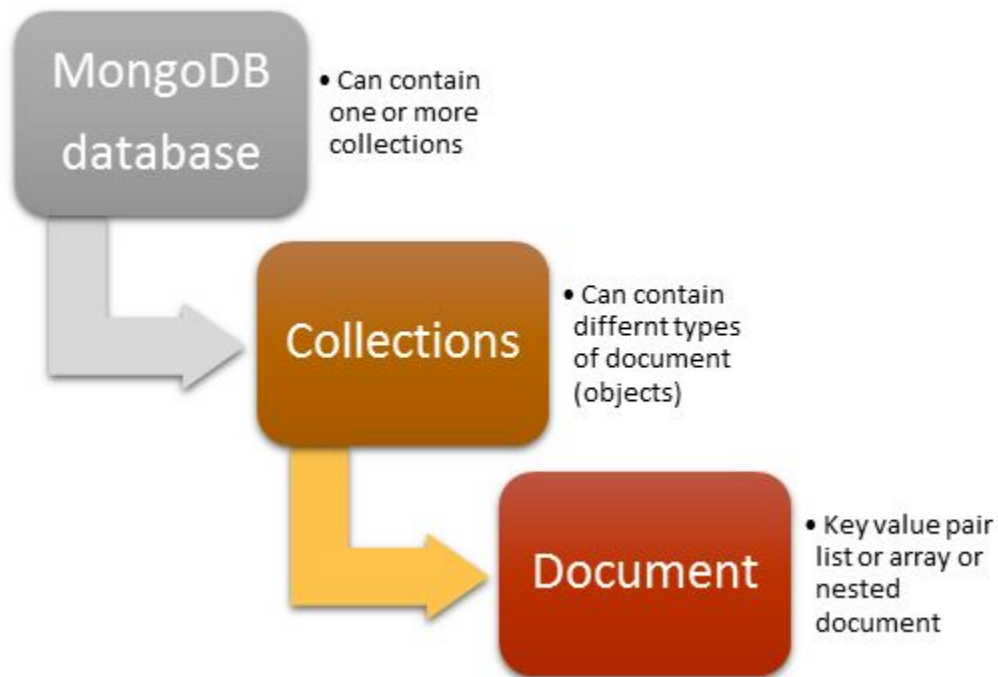 MongoDB
database
• Can contain
one or more
collections
Collections
• Can contain
differnt types
of document
(objects)
Document
• Key value pair
list or array or
nested
document